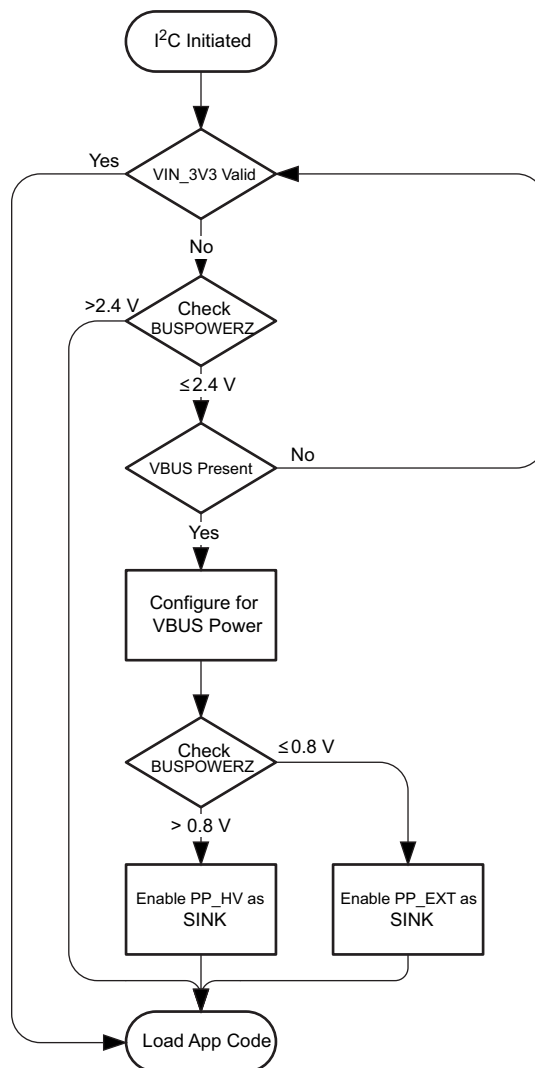 I²C Initiated
Yes
VIN_3V3 Valid
No
>2.4 V
Check
BUSPOWERZ
≤2.4 V
VBUS Present
No
Yes
Configure for
VBUS Power
Check
BUSPOWERZ
≤0.8 V
> 0.8 V
Enable PP_HV as
SINK
Enable PP_EXT as
SINK
Load App Code